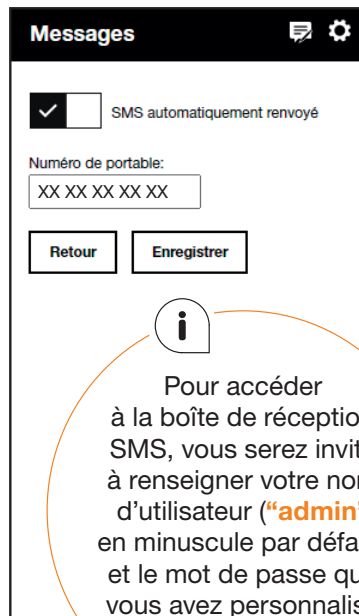 Messages
SMS automatiquement renvoyé
Numéro de portable:
XX XX XX XX XX
Retour Enregistrer
i
Pour accéder
à la boîte de réceptio
SMS, vous serez invit
à renseigner votre no
d'utilisateur (“admin”
en minuscule par défa
et le mot de passe qu
vous avez personnalis